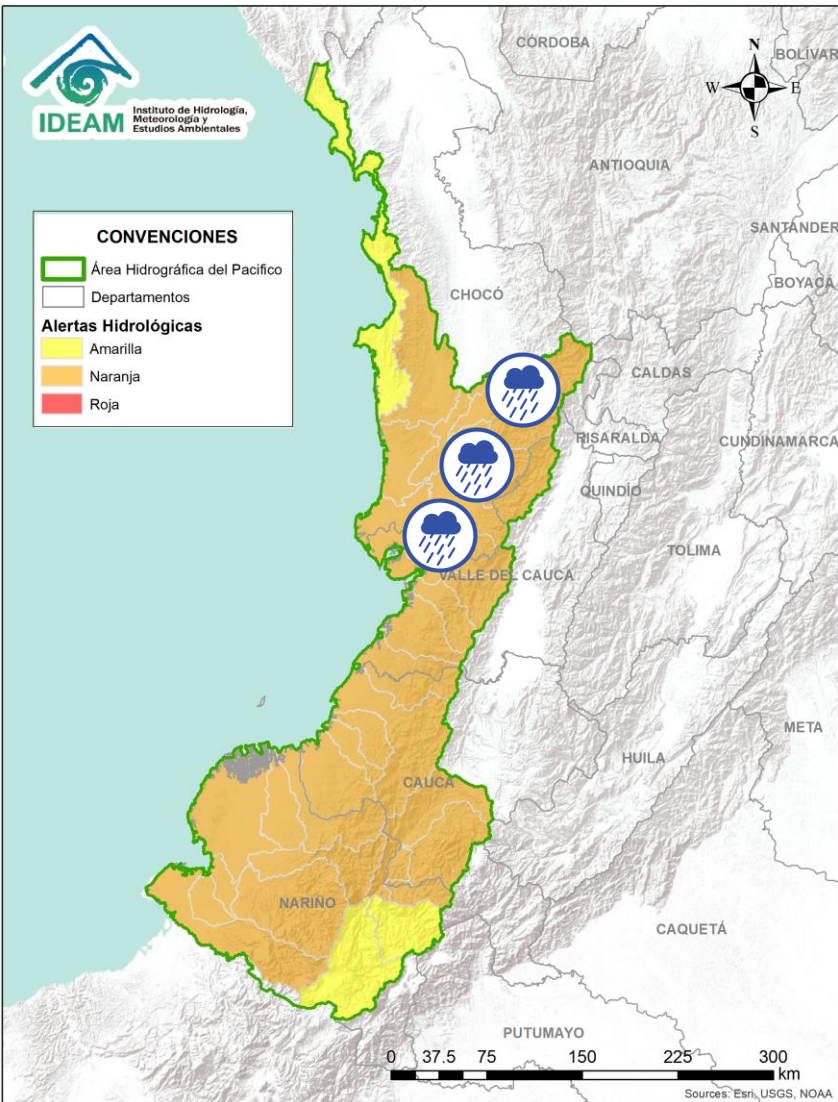 IDEAM
Instituto de Hidrología,
Meteorología y
Estudios Ambientales
N
W
E
S
CÓRDOBA
BOLÍVAR
ANTIOQUIA
SANTANDER
BOYACÁ
CHOCÓ
CALDAS
RISARALDA
CUNDINAMARCA
QUINDÍO
TOLIMA
VALLE DEL CAUCA
META
HUILA
CAUCA
NARIÑO
CAQUETÁ
PUTUMAYO
CONVENCIONES
Área Hidrográfica del Pacifico
Departamentos
Alertas Hidrológicas
Amarilla
Naranja
Roja
0 37.5 75 150 225 300
km
Sources: Esri, USGS, NOAA